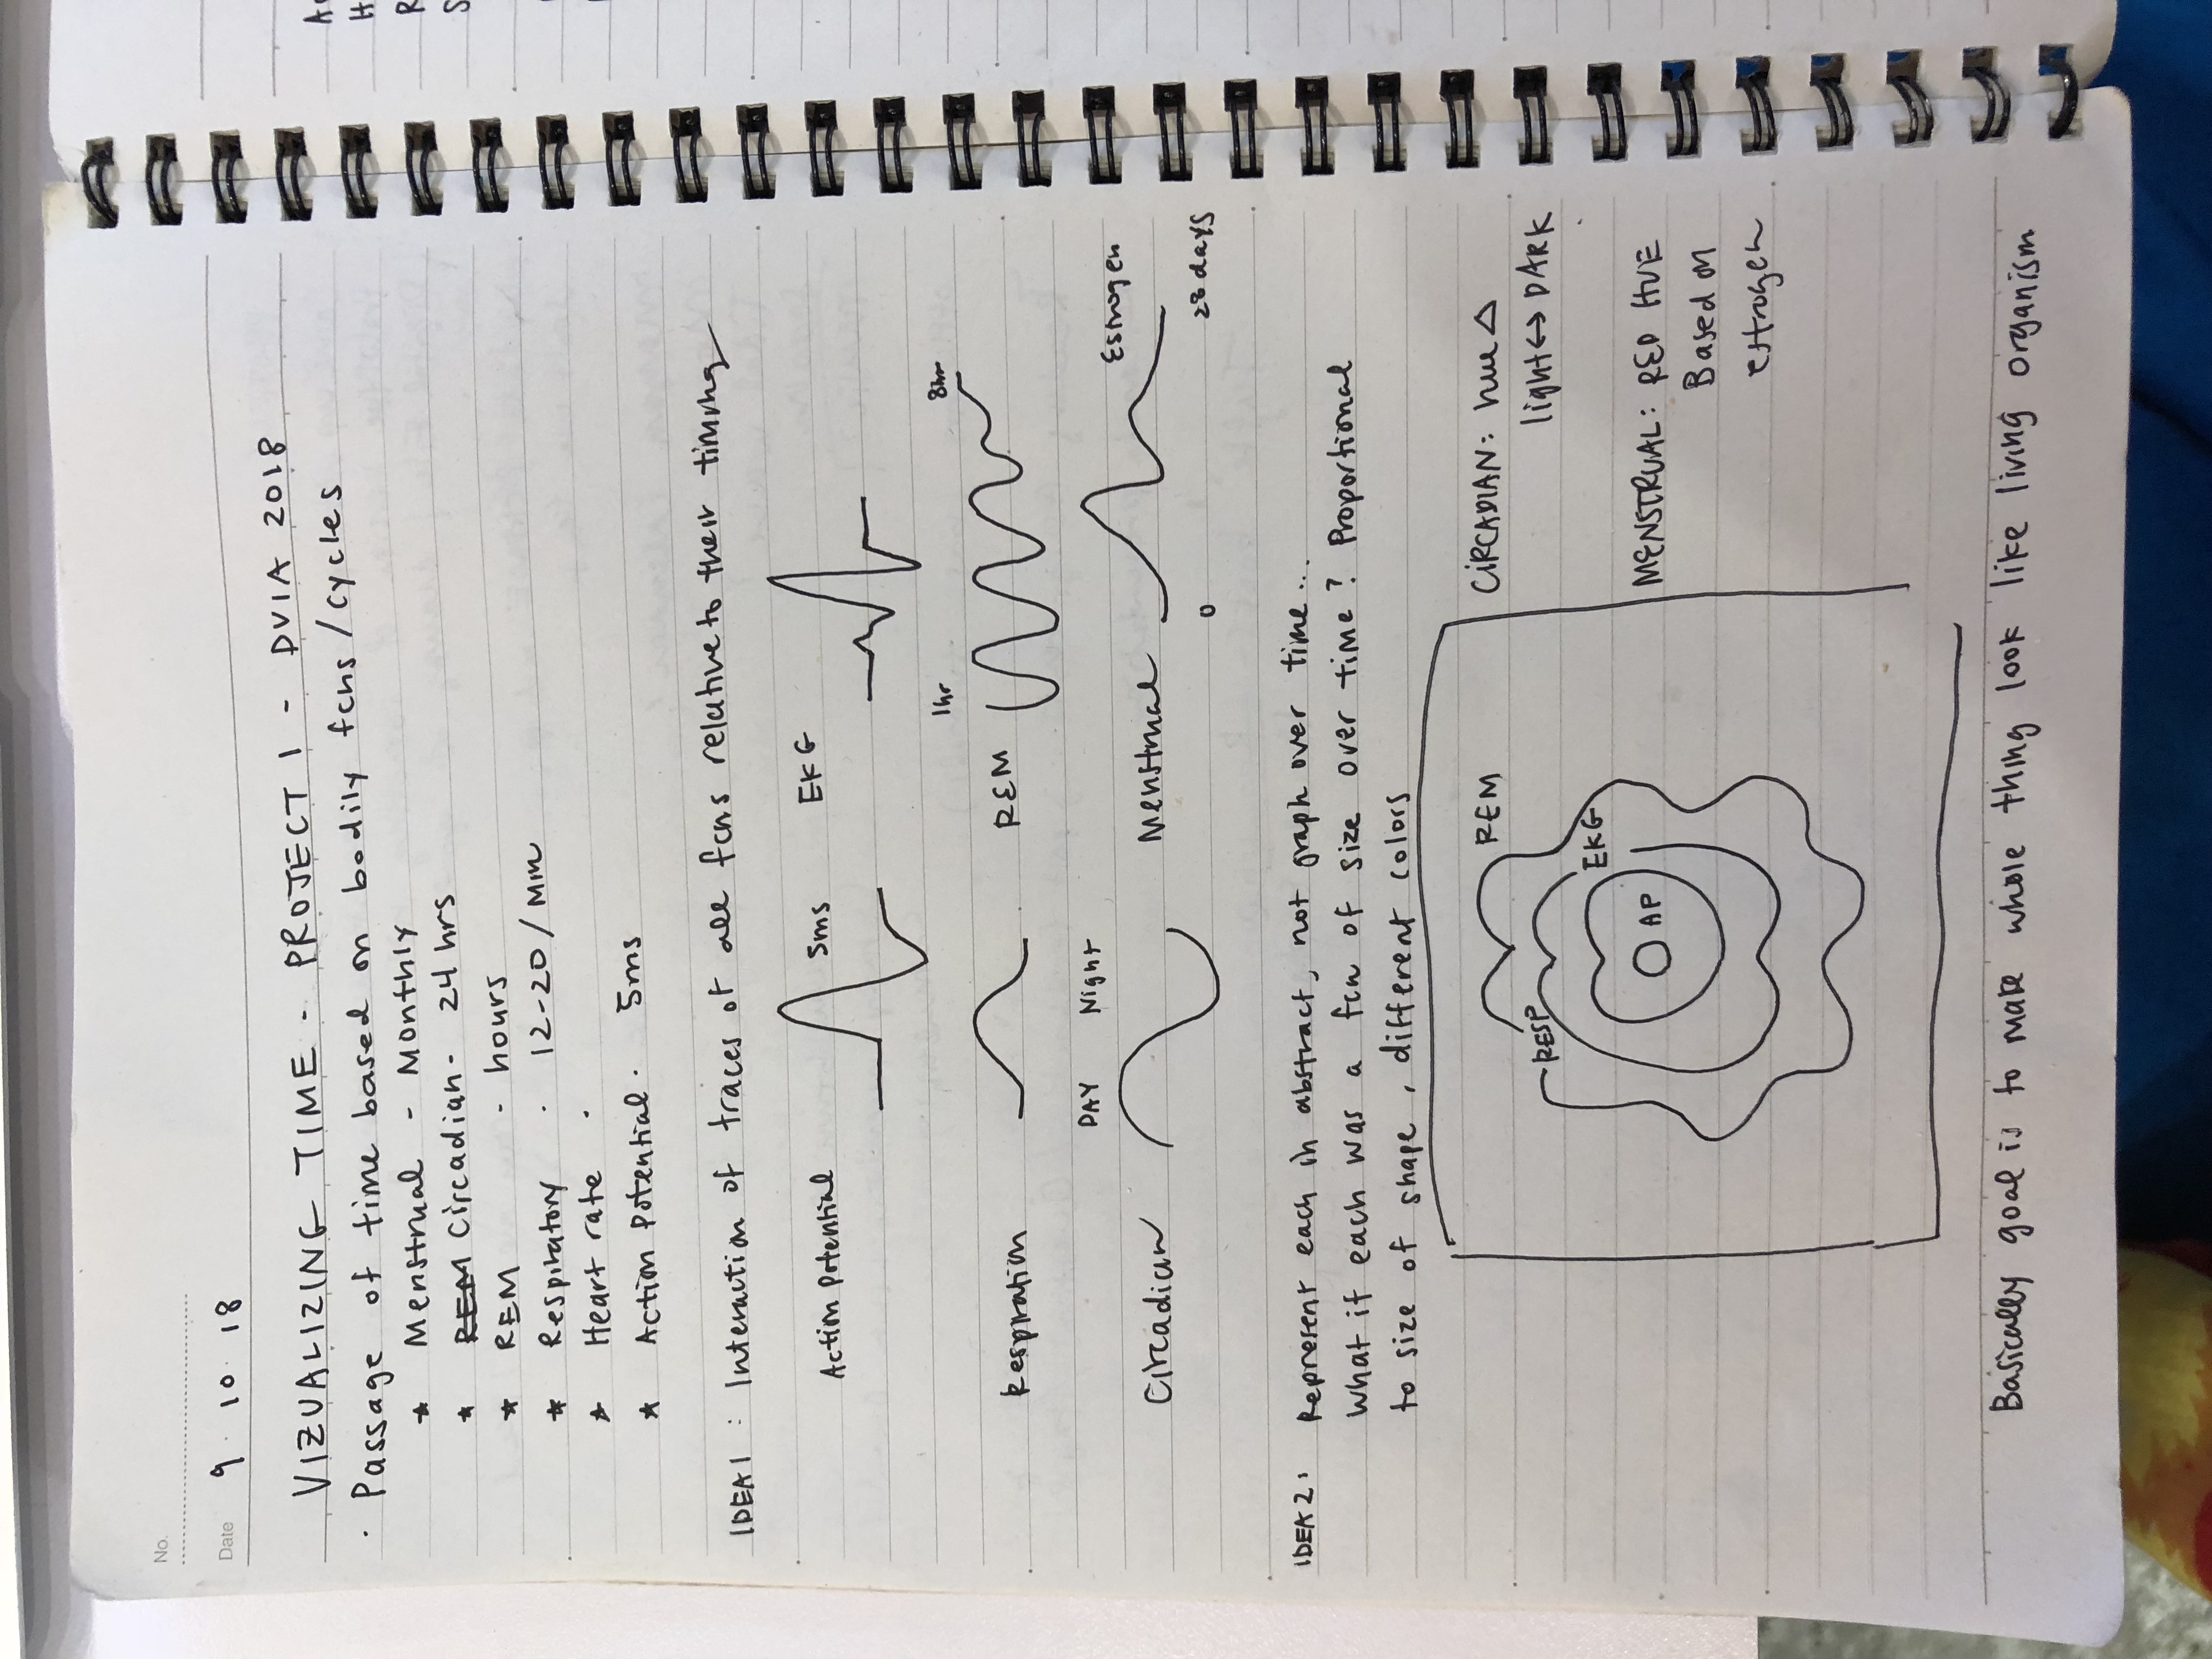 No.
Date 9 · 10 · 18
VIZUALIZING TIME - PROJECT 1 - DVIA 2018
· Passage of time based on bodily fcns/cycles
★ Menstrual - Monthly
★ REM Circadian - 24 hrs
★ REM - hours
★ Respiratory · 12-20/Min
★ Heart rate ·
★ Action Potential · 5ms
IDEA 1 : Interaction of traces of all fcns relative to their timing
Action Potential 5ms EKG
1hr 8hr
Respiration REM
DAY Night
Circadian Menstrual Estrogen
0 28 days
IDEA 2: Represent each in abstract, not graph over time...
What if each was a fcn of size over time? Proportional
to size of shape, different colors
REM CIRCADIAN: hue △
RESP light ↔ DARK
EKG
AP MENSTRUAL: RED HUE
Based on
estrogen
Basically goal is to make whole thing look like living organism
A
H
R
S